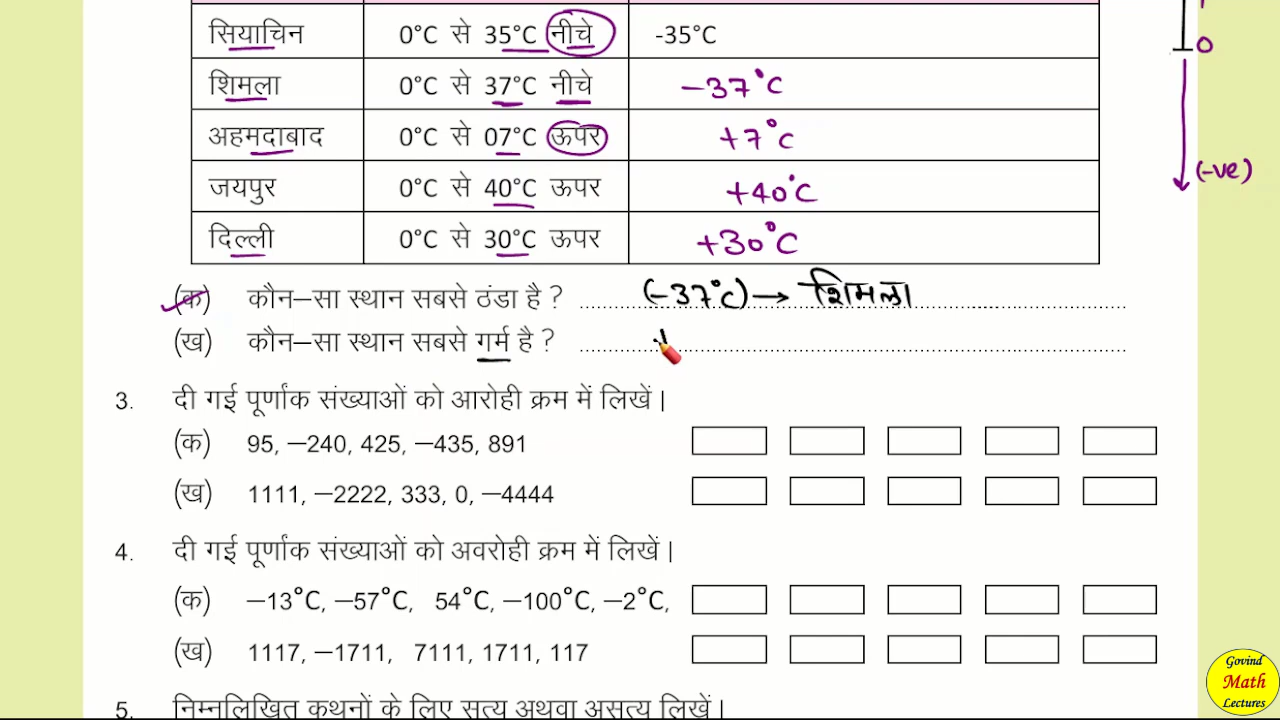 सियाचिन 0°C से 35°C नीचे -35°C
0
शिमला 0°C से 37°C नीचे -37°C
अहमदाबाद 0°C से 07°C ऊपर +7°C
(-ve)
जयपुर 0°C से 40°C ऊपर +40°C
दिल्ली 0°C से 30°C ऊपर +30°C
(क) कौन–सा स्थान सबसे ठंडा है ? (-37°C) → शिमला
(ख) कौन–सा स्थान सबसे गर्म है ?
3. दी गई पूर्णांक संख्याओं को आरोही क्रम में लिखें।
(क) 95, –240, 425, –435, 891
(ख) 1111, –2222, 333, 0, –4444
4. दी गई पूर्णांक संख्याओं को अवरोही क्रम में लिखें।
(क) –13°C, –57°C, 54°C, –100°C, –2°C,
(ख) 1117, –1711, 7111, 1711, 117
Govind
Math
Lectures
5. निम्नलिखित कथनों के लिए सत्य अथवा असत्य लिखें।